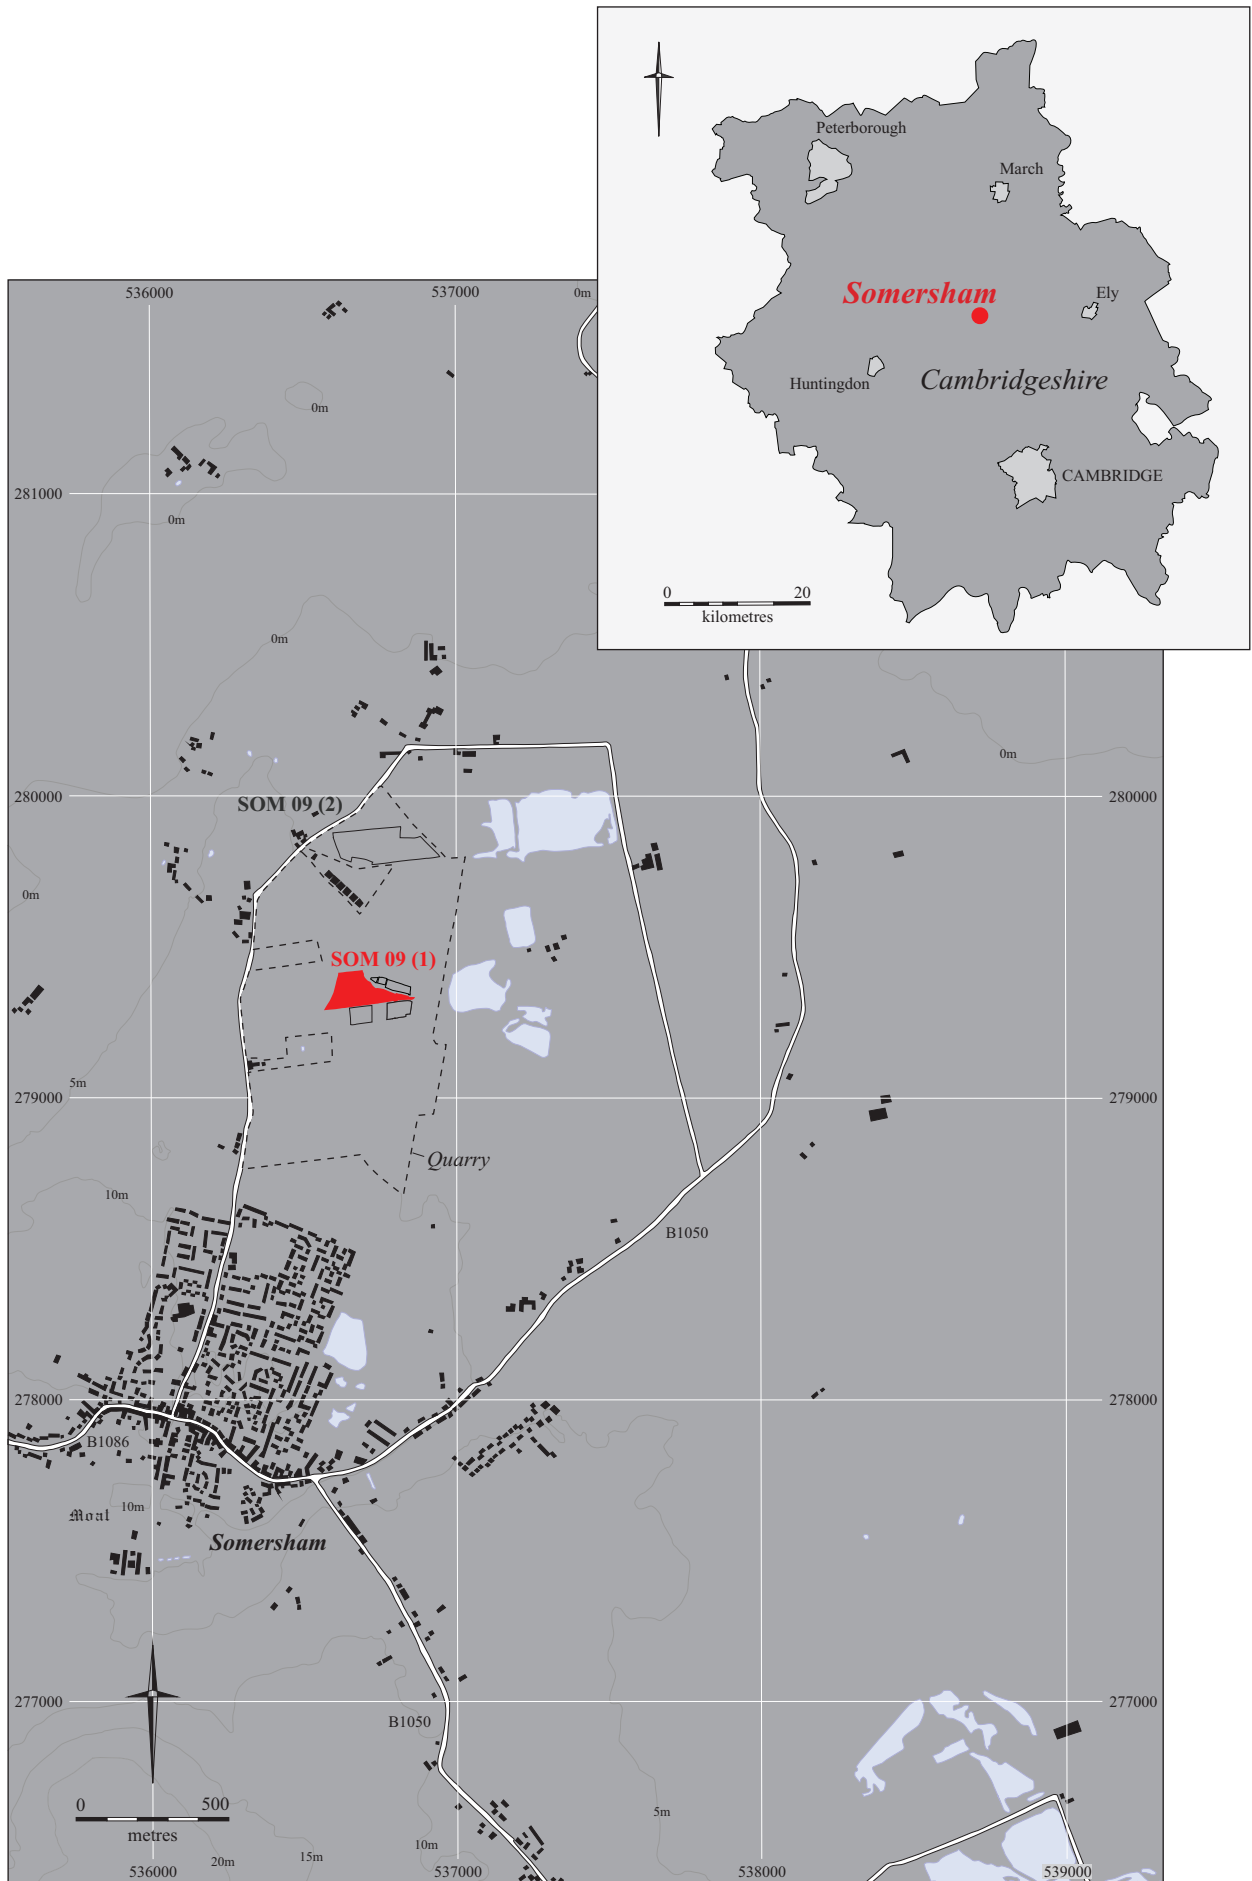 Peterborough
March
Somersham
Ely
Huntingdon
Cambridgeshire
CAMBRIDGE
0 20
kilometres
536000 537000 0m
0m
281000
0m
0m
0m
280000 SOM 09 (2) 280000
0m
SOM 09 (1)
5m
279000 279000
Quarry
10m
B1050
278000 278000
B1086
Moat 10m
Somersham
277000 277000
B1050
0 500
metres
5m
10m
15m
20m
536000 537000 538000 539000